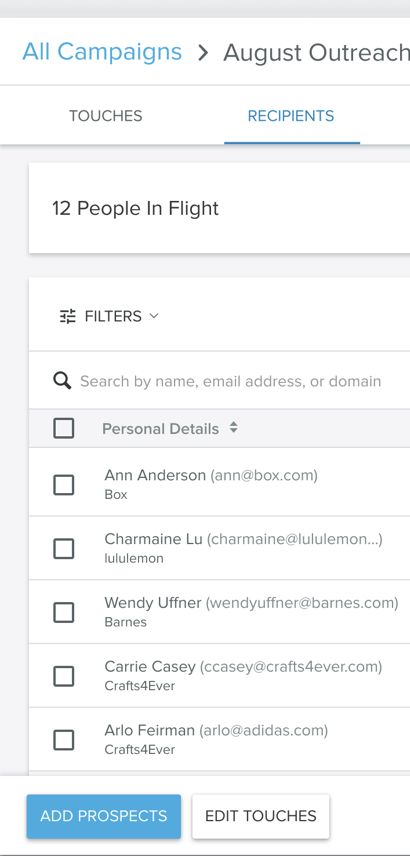 All Campaigns > August Outreach
TOUCHES RECIPIENTS
12 People In Flight
FILTERS
Search by name, email address, or domain
Personal Details
Ann Anderson (ann@box.com)
Box
Charmaine Lu (charmaine@lululemon...)
lululemon
Wendy Uffner (wendyuffner@barnes.com)
Barnes
Carrie Casey (ccasey@crafts4ever.com)
Crafts4Ever
Arlo Feirman (arlo@adidas.com)
Crafts4Ever
ADD PROSPECTS EDIT TOUCHES